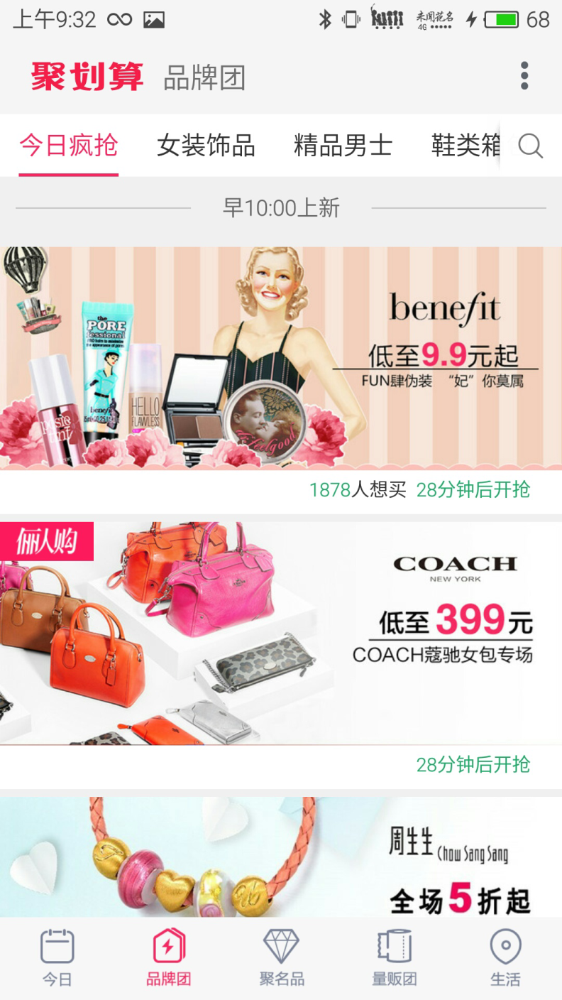 上午9:32
未闻花名
4G
68
聚划算 品牌团
今日疯抢 女装饰品 精品男士 鞋类箱
早10:00上新
benefit
低至9.9元起
FUN肆伪装 “妃”你莫属
the
PORE
fessional
benefit
posie
tint
HELLO
FLAWLESS
thefeelgood
1878人想买 28分钟后开抢
俪人购
COACH
NEW YORK
低至399元
COACH蔻驰女包专场
28分钟后开抢
周生生 Chow Sang Sang
全场5折起
今日 品牌团 聚名品 量贩团 生活